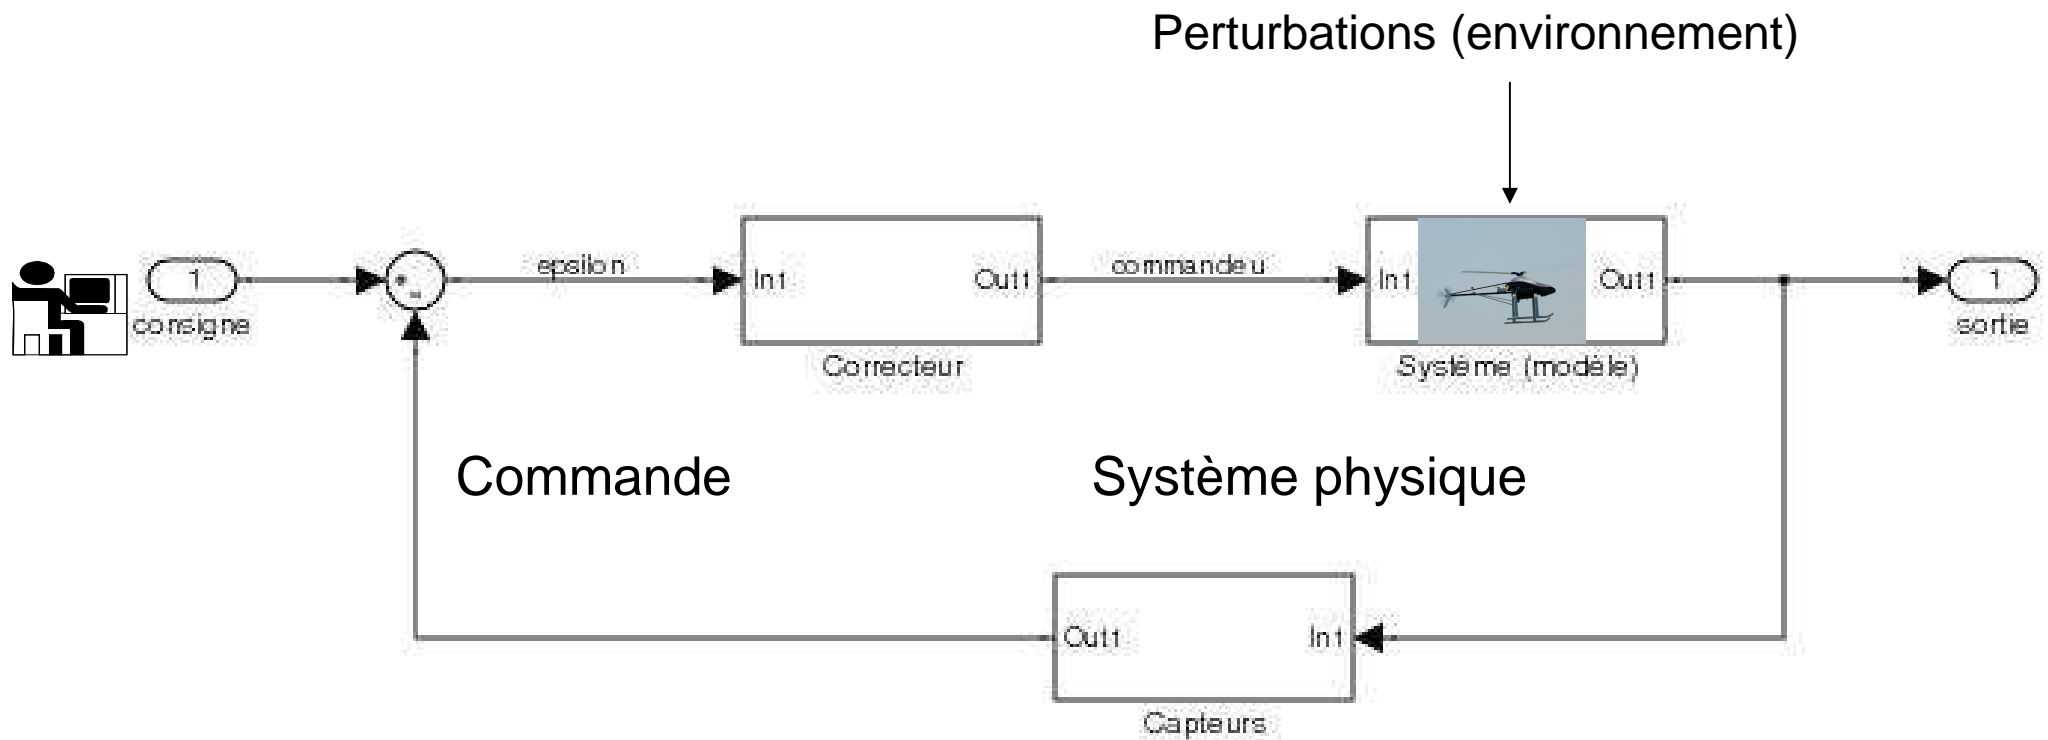 Perturbations (environnement)
1
consigne
epsilon
In1
Out1
Correcteur
commande u
In1
Out1
Système (modèle)
1
sortie
Commande
Système physique
Out1
In1
Capteurs